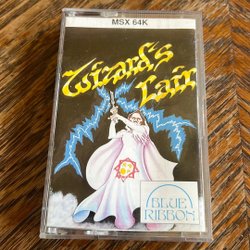 MSX 64K
Wizard's
Lair
BLUE
RIBBON